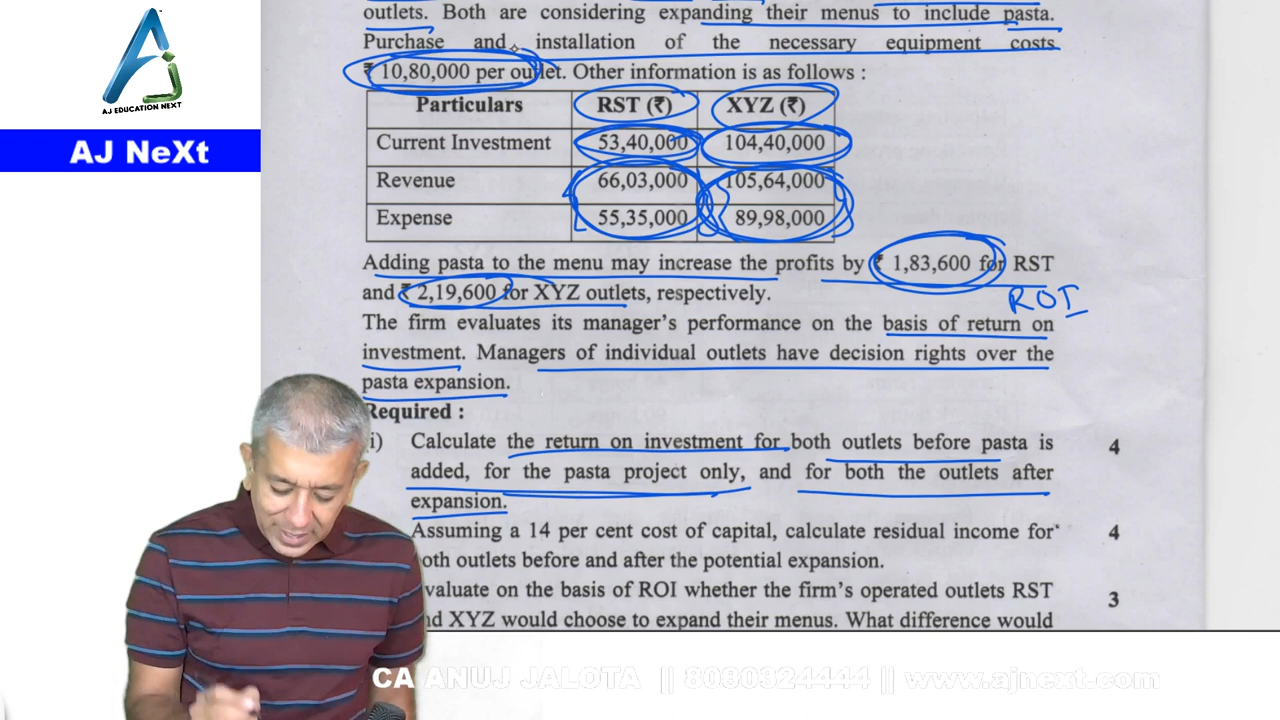 AJ EDUCATION NEXT
AJ NeXt
outlets. Both are considering expanding their menus to include pasta.
Purchase and installation of the necessary equipment costs
₹ 10,80,000 per outlet. Other information is as follows :
Particulars RST (₹) XYZ (₹)
Current Investment 53,40,000 104,40,000
Revenue 66,03,000 105,64,000
Expense 55,35,000 89,98,000
Adding pasta to the menu may increase the profits by ₹ 1,83,600 for RST
and ₹ 2,19,600 for XYZ outlets, respectively.
ROI
The firm evaluates its manager's performance on the basis of return on
investment. Managers of individual outlets have decision rights over the
pasta expansion.
Required :
(i) Calculate the return on investment for both outlets before pasta is 4
added, for the pasta project only, and for both the outlets after
expansion.
Assuming a 14 per cent cost of capital, calculate residual income for 4
both outlets before and after the potential expansion.
valuate on the basis of ROI whether the firm's operated outlets RST 3
nd XYZ would choose to expand their menus. What difference would
CA ANUJ JALOTA || 8080924444 || www.ajnext.com